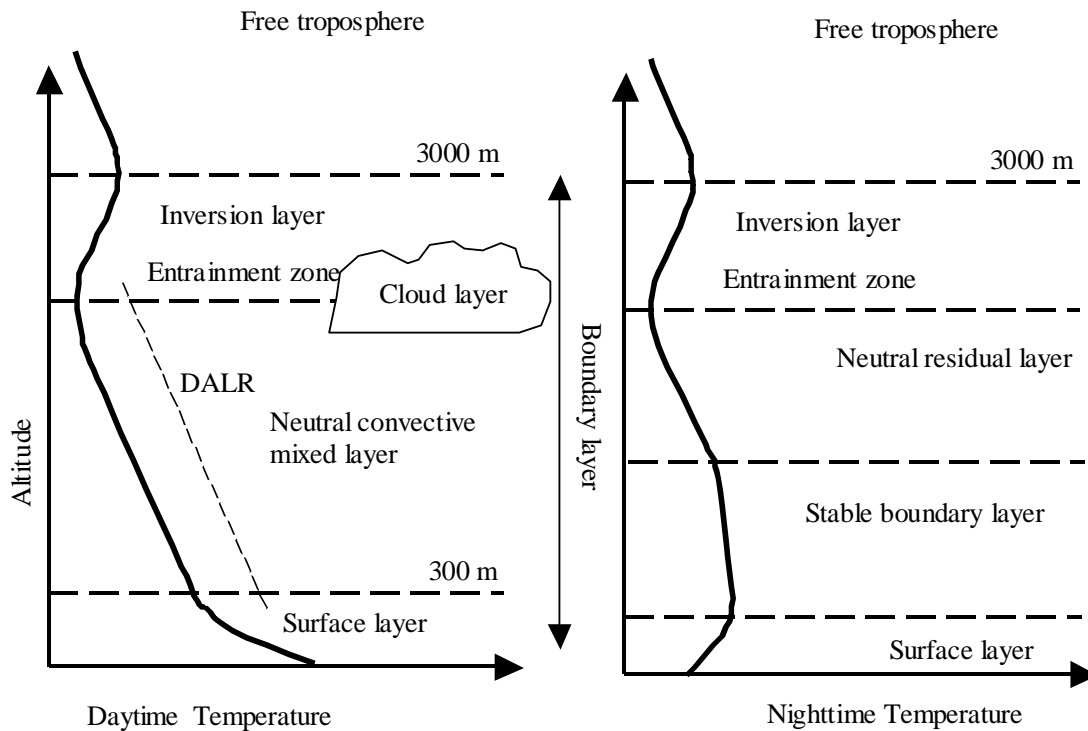 Free troposphere
3000 m
Inversion layer
Entrainment zone
Cloud layer
DALR
Neutral convective
mixed layer
Altitude
300 m
Surface layer
Daytime Temperature
Boundary layer
Free troposphere
3000 m
Inversion layer
Entrainment zone
Neutral residual layer
Stable boundary layer
Surface layer
Nighttime Temperature